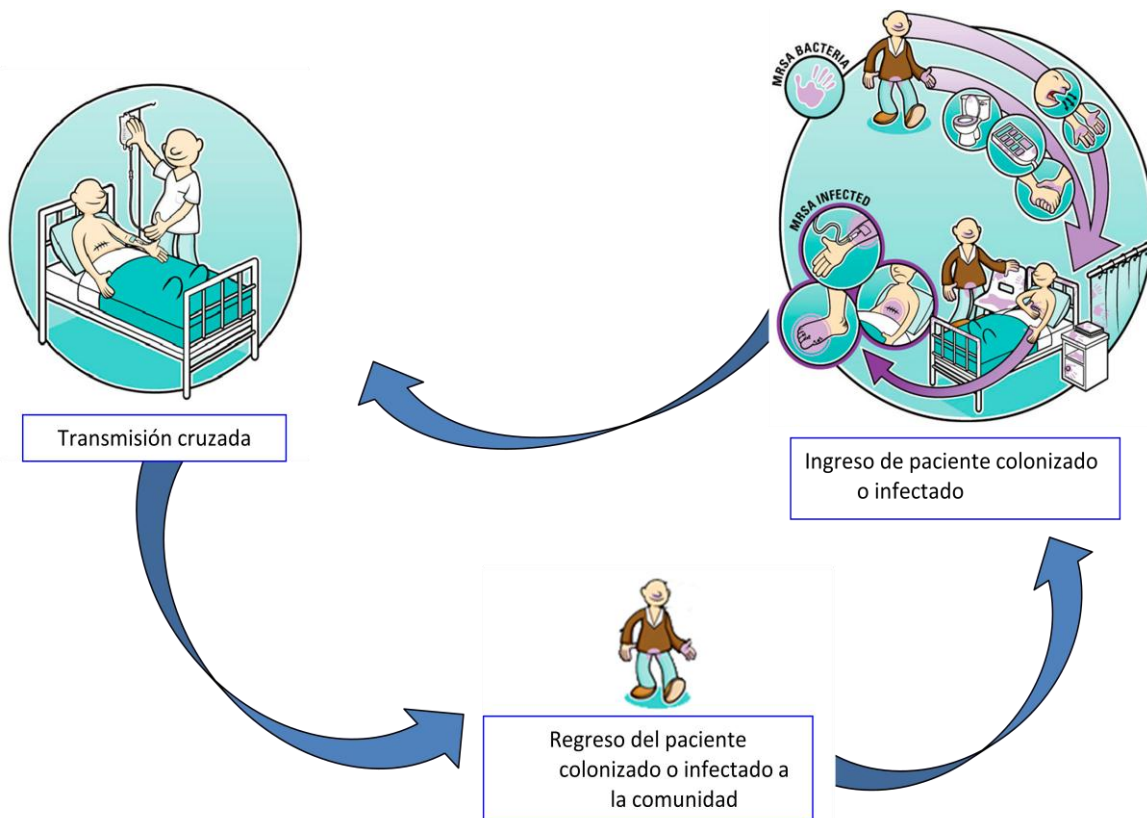 MRSA BACTERIA
MRSA INFECTED
Transmisión cruzada
Ingreso de paciente colonizado
o infectado
Regreso del paciente
colonizado o infectado a
la comunidad